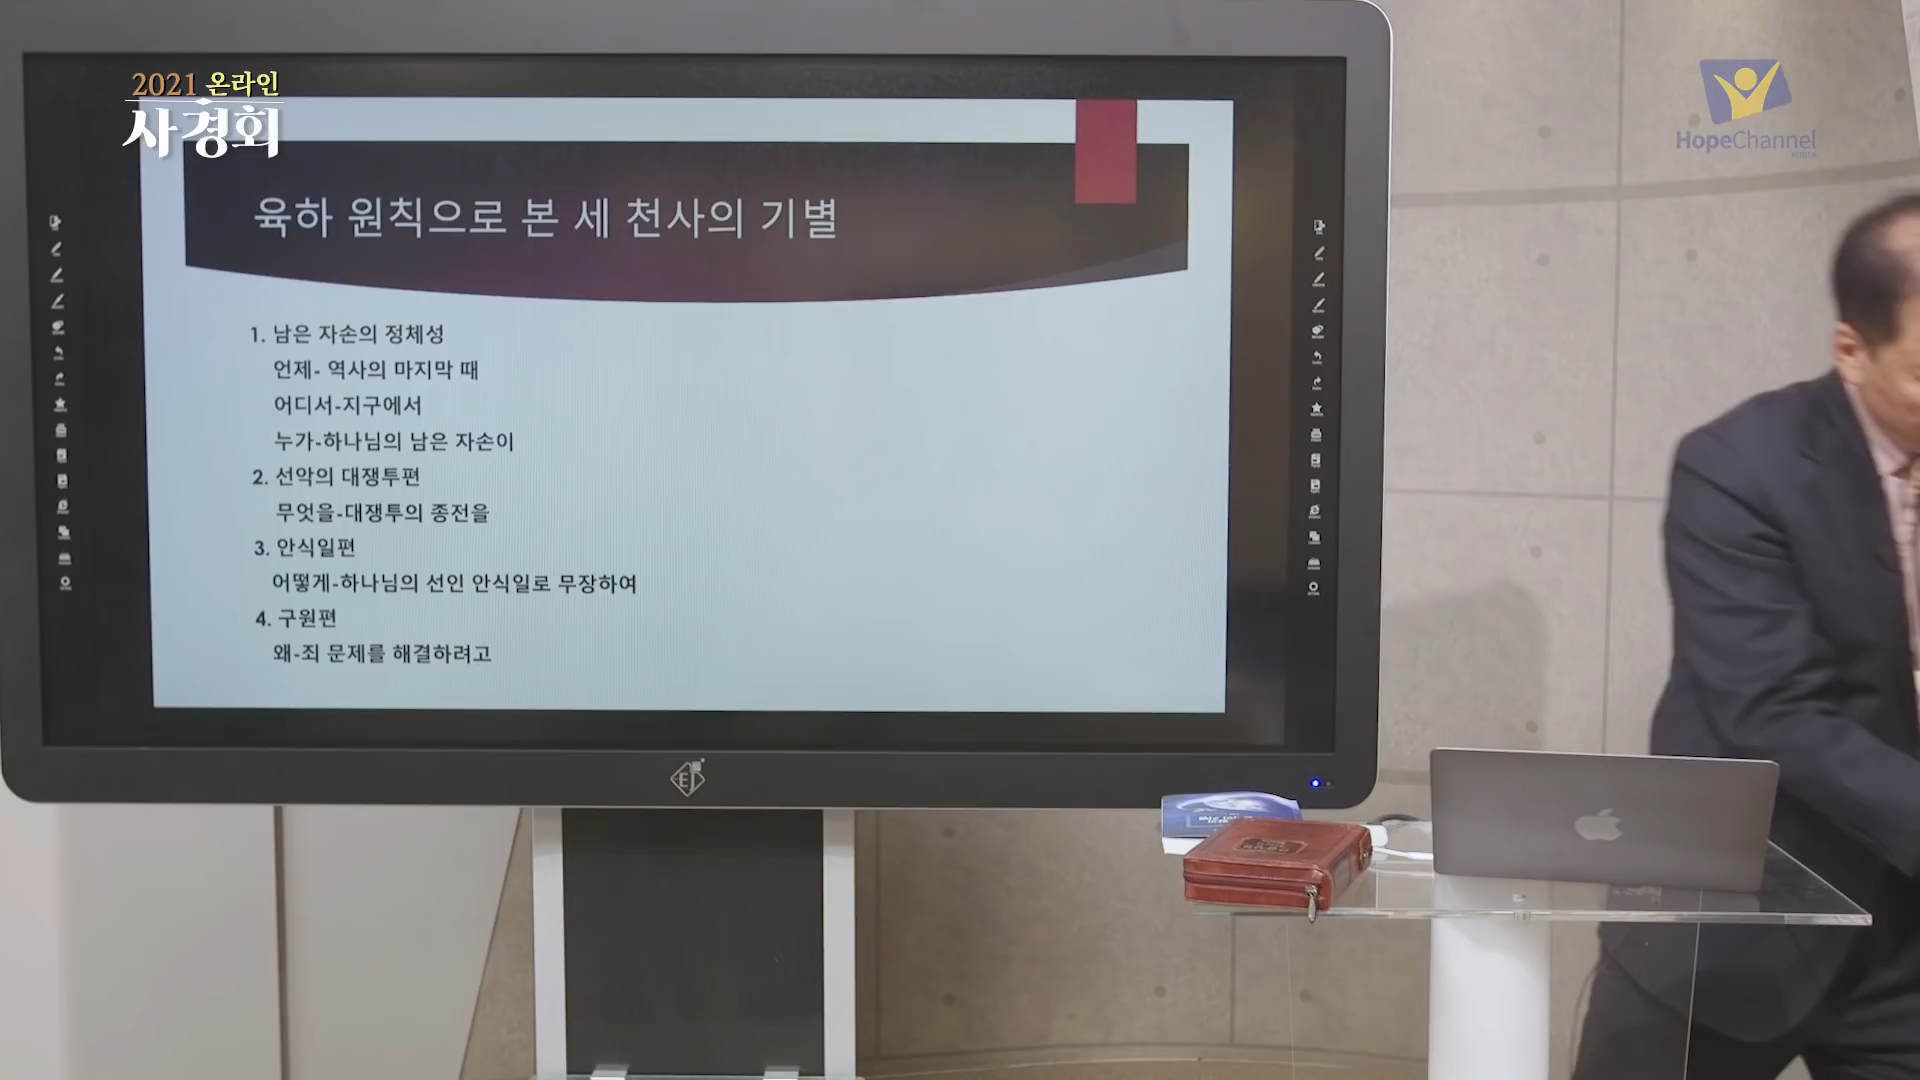 2021 온라인
사경회
HopeChannel
KOREA
육하 원칙으로 본 세 천사의 기별
1. 남은 자손의 정체성
언제- 역사의 마지막 때
어디서-지구에서
누가-하나님의 남은 자손이
2. 선악의 대쟁투편
무엇을-대쟁투의 종전을
3. 안식일편
어떻게-하나님의 선인 안식일로 무장하여
4. 구원편
왜-죄 문제를 해결하려고